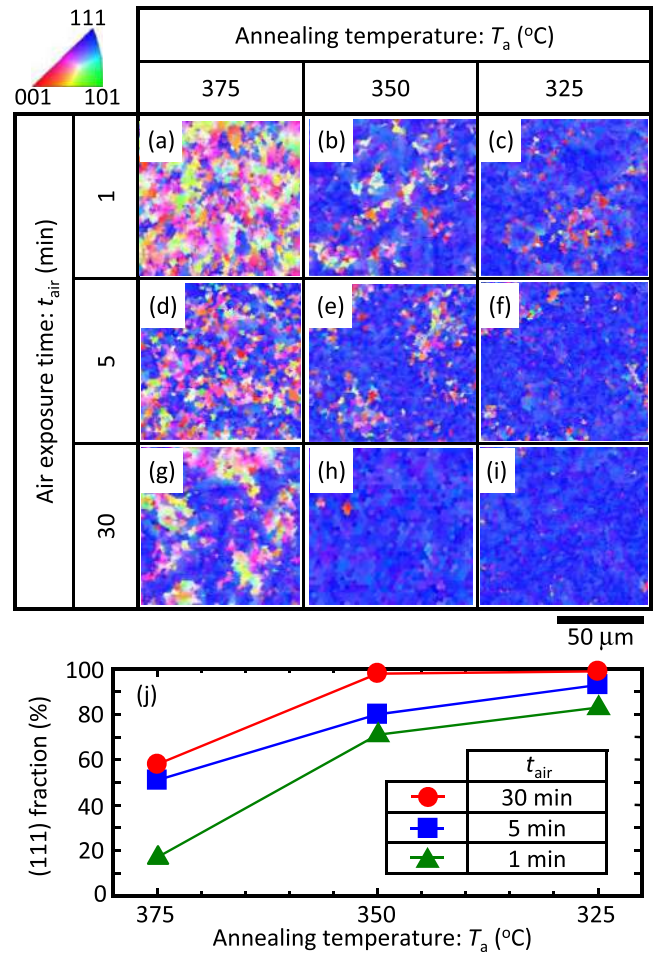 111
001 101
Annealing temperature: Ta (°C)
375 350 325
Air exposure time: tair (min)
1
(a) (b) (c)
5
(d) (e) (f)
30
(g) (h) (i)
50 μm
(j)
(111) fraction (%)
100
80
60
40
20
0
tair
30 min
5 min
1 min
375 350 325
Annealing temperature: Ta (°C)